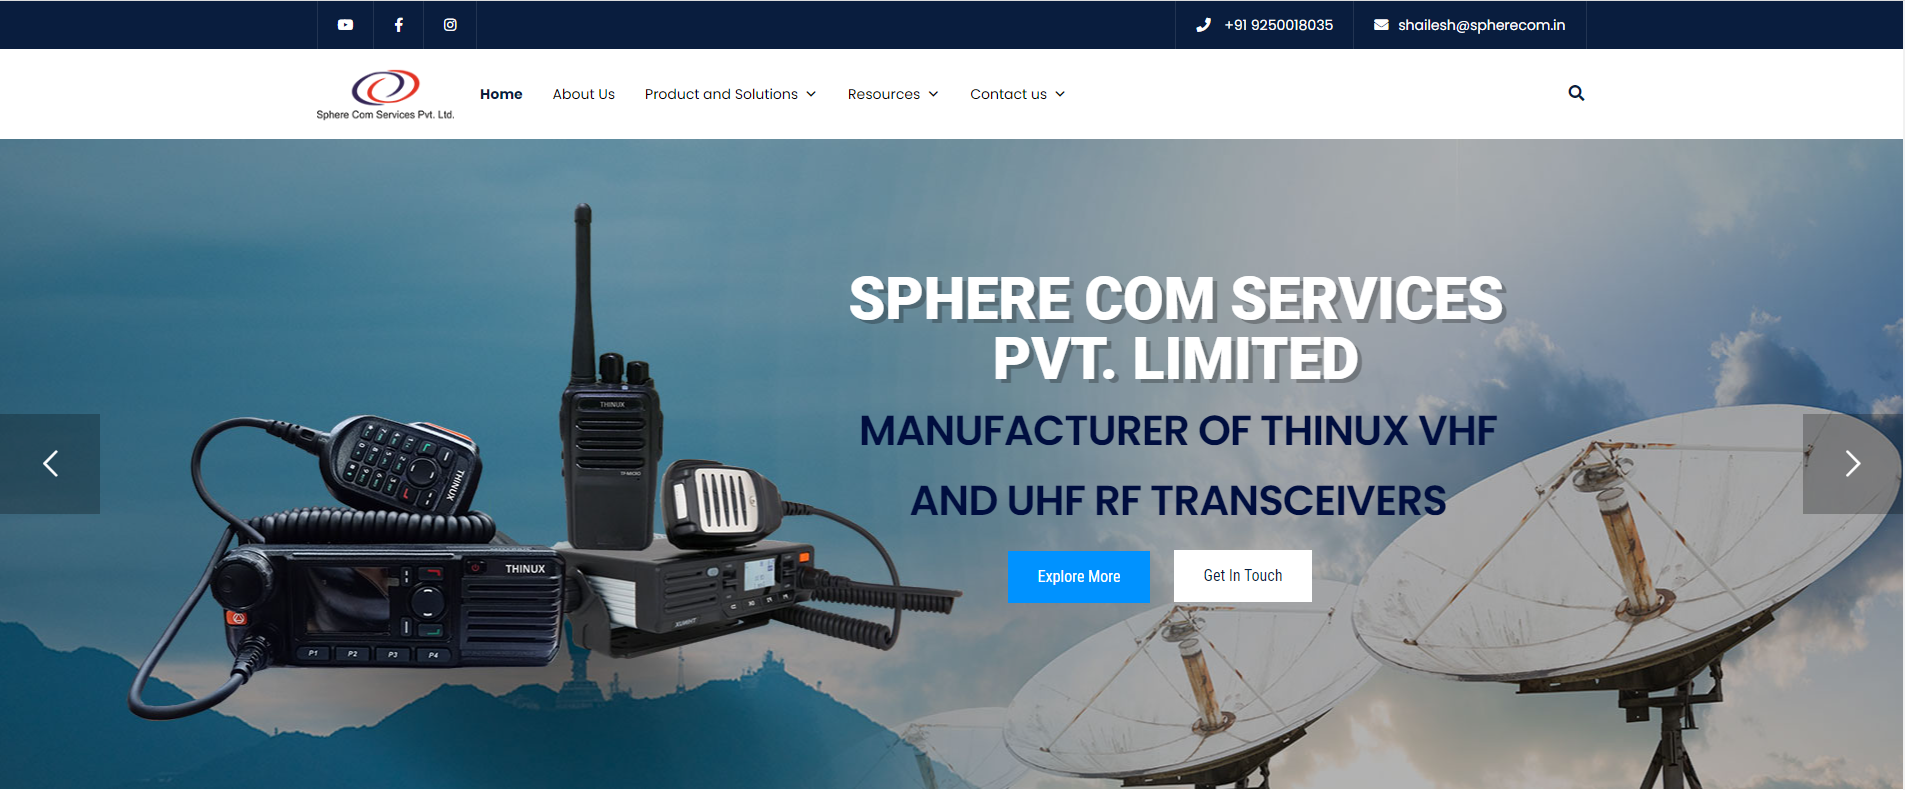 +91 9250018035
shailesh@spherecom.in
Sphere Com Services Pvt. Ltd.
Home
About Us
Product and Solutions
Resources
Contact us
SPHERE COM SERVICES
PVT. LIMITED
MANUFACTURER OF THINUX VHF
AND UHF RF TRANSCEIVERS
Explore More
Get In Touch
THINUX
THINUX
THINUX
P1 P2 P3 P4